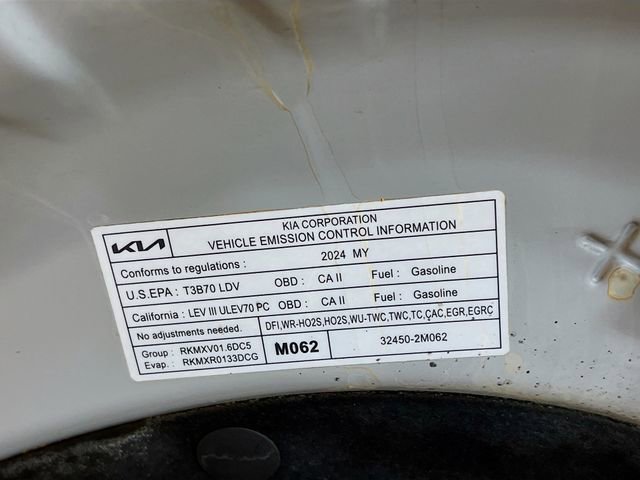 KIA CORPORATION
KIA VEHICLE EMISSION CONTROL INFORMATION
Conforms to regulations : 2024 MY
U.S.EPA : T3B70 LDV OBD : CA II Fuel : Gasoline
California : LEV III ULEV70 PC OBD : CA II Fuel : Gasoline
No adjustments needed. DFI,WR-HO2S,HO2S,WU-TWC,TWC,TC,CAC,EGR,EGRC
Group : RKMXV01.6DC5
Evap. : RKMXR0133DCG
M062
32450-2M062